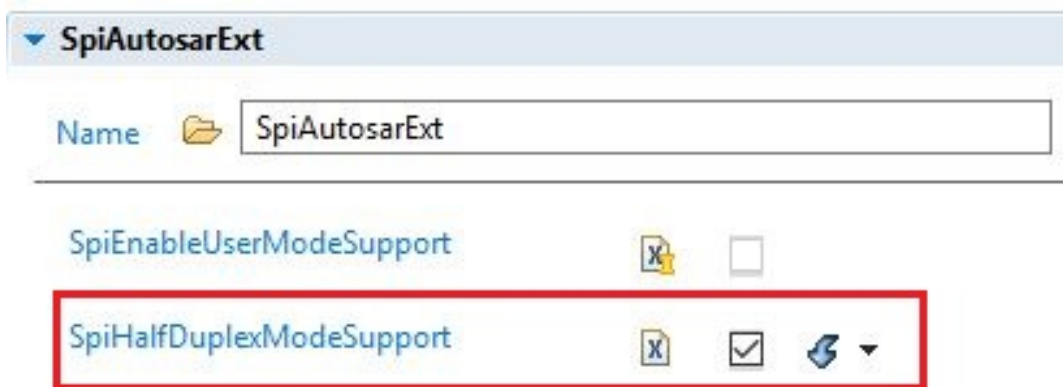 SpiAutosarExt
Name SpiAutosarExt
SpiEnableUserModeSupport
SpiHalfDuplexModeSupport